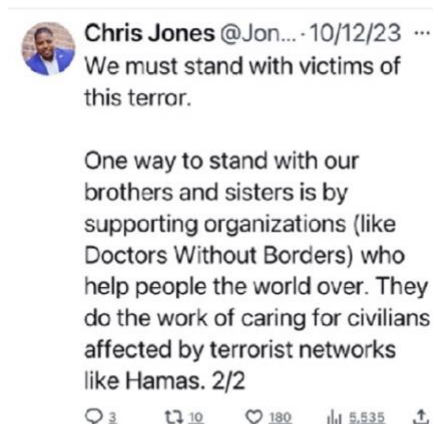 Chris Jones @Jon... · 10/12/23 ···
We must stand with victims of
this terror.
One way to stand with our
brothers and sisters is by
supporting organizations (like
Doctors Without Borders) who
help people the world over. They
do the work of caring for civilians
affected by terrorist networks
like Hamas. 2/2
3 10 180 5,535